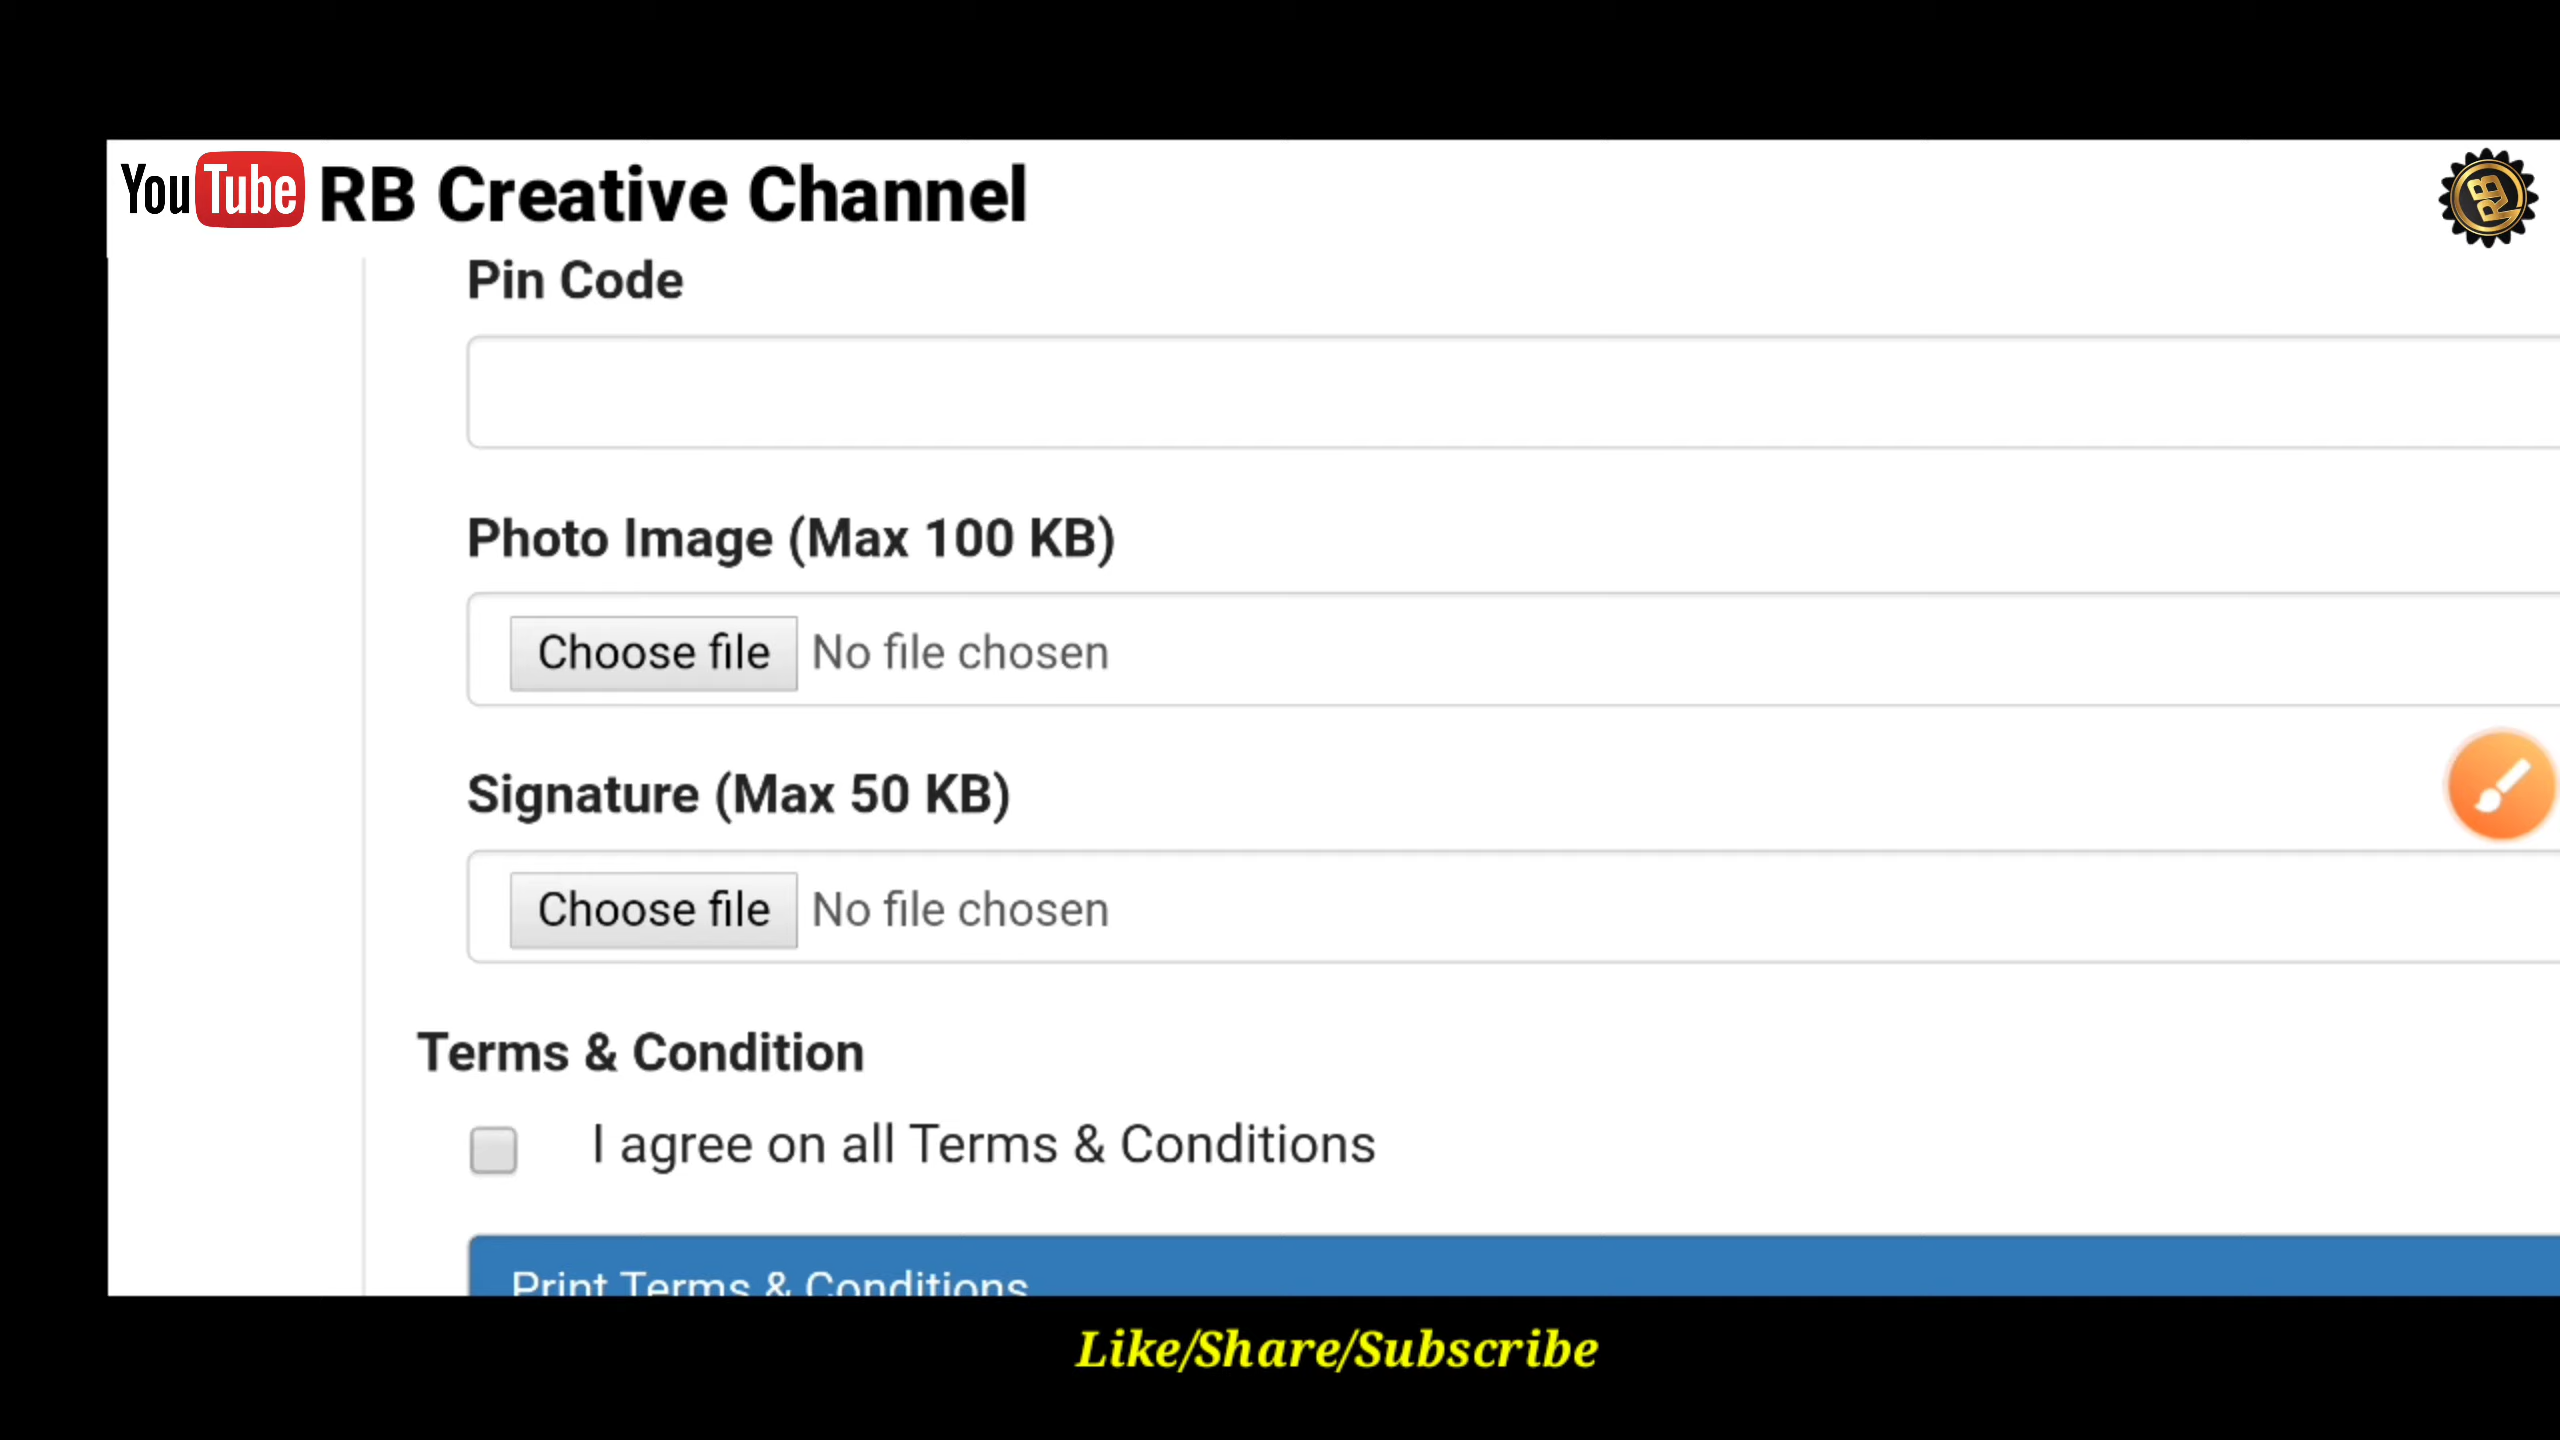 YouTube RB Creative Channel
RB
Pin Code
Photo Image (Max 100 KB)
Choose file No file chosen
Signature (Max 50 KB)
Choose file No file chosen
Terms & Condition
I agree on all Terms & Conditions
Print Terms & Conditions
Like/Share/Subscribe